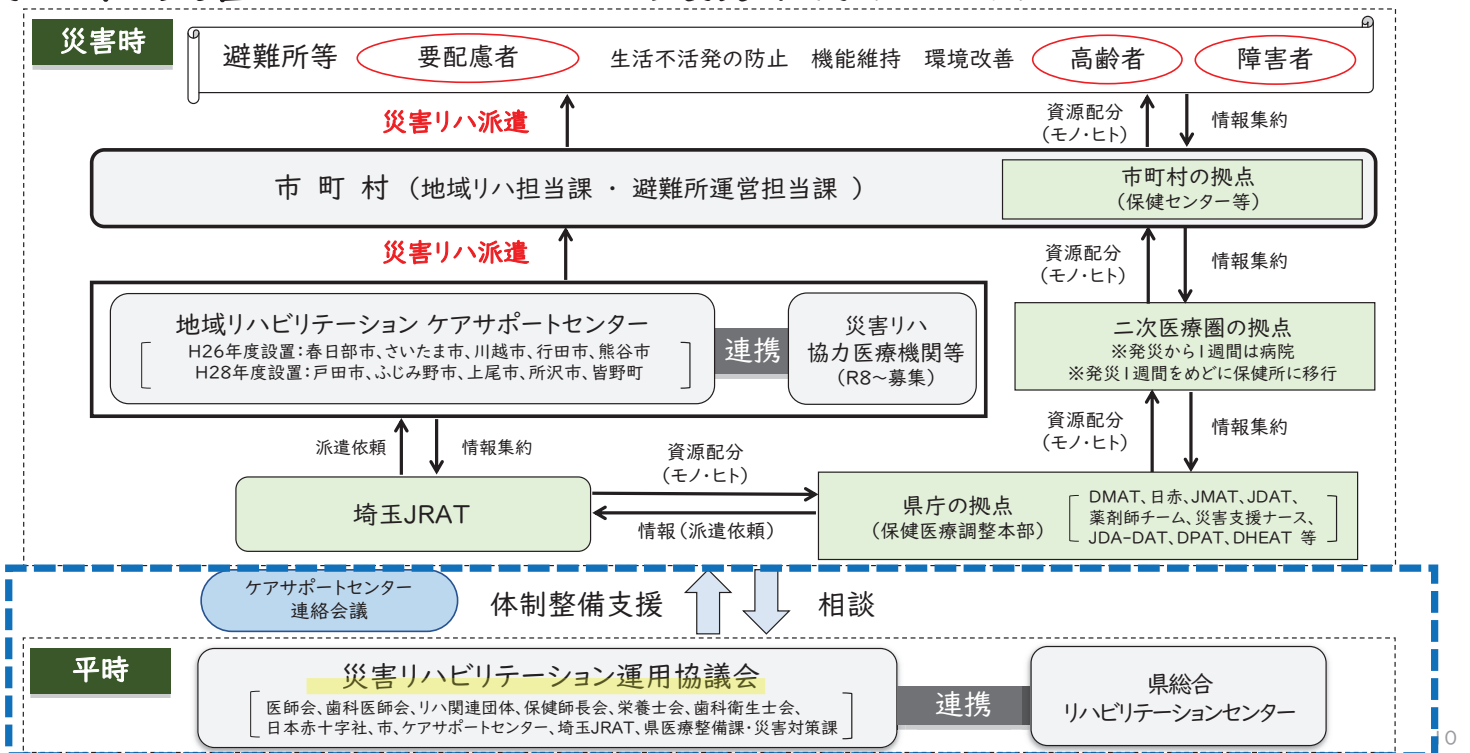 災害時
避難所等 要配慮者 生活不活発の防止 機能維持 環境改善 高齢者 障害者
災害リハ派遣
資源配分
(モノ・ヒト)
情報集約
市町村(地域リハ担当課・避難所運営担当課)
市町村の拠点
(保健センター等)
災害リハ派遣
資源配分
(モノ・ヒト)
情報集約
地域リハビリテーション ケアサポートセンター
H26年度設置:春日部市、さいたま市、川越市、行田市、熊谷市
H28年度設置:戸田市、ふじみ野市、上尾市、所沢市、皆野町
連携
災害リハ
協力医療機関等
(R8~募集)
二次医療圏の拠点
※発災から1週間は病院
※発災1週間をめどに保健所に移行
派遣依頼
情報集約
資源配分
(モノ・ヒト)
資源配分
(モノ・ヒト)
情報集約
埼玉JRAT
情報(派遣依頼)
県庁の拠点
(保健医療調整本部)
DMAT、日赤、JMAT、JDAT、
薬剤師チーム、災害支援ナース、
JDA-DAT、DPAT、DHEAT 等
ケアサポートセンター
連絡会議
体制整備支援
相談
平時
災害リハビリテーション運用協議会
医師会、歯科医師会、リハ関連団体、保健師長会、栄養士会、歯科衛生士会、
日本赤十字社、市、ケアサポートセンター、埼玉JRAT、県医療整備課・災害対策課
連携
県総合
リハビリテーションセンター